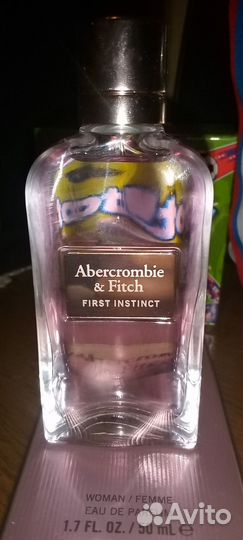 Abercrombie
& Fitch
FIRST INSTINCT
WOMAN / FEMME
EAU DE PARFUM
1.7 FL. OZ. / 50 mL e
Avito